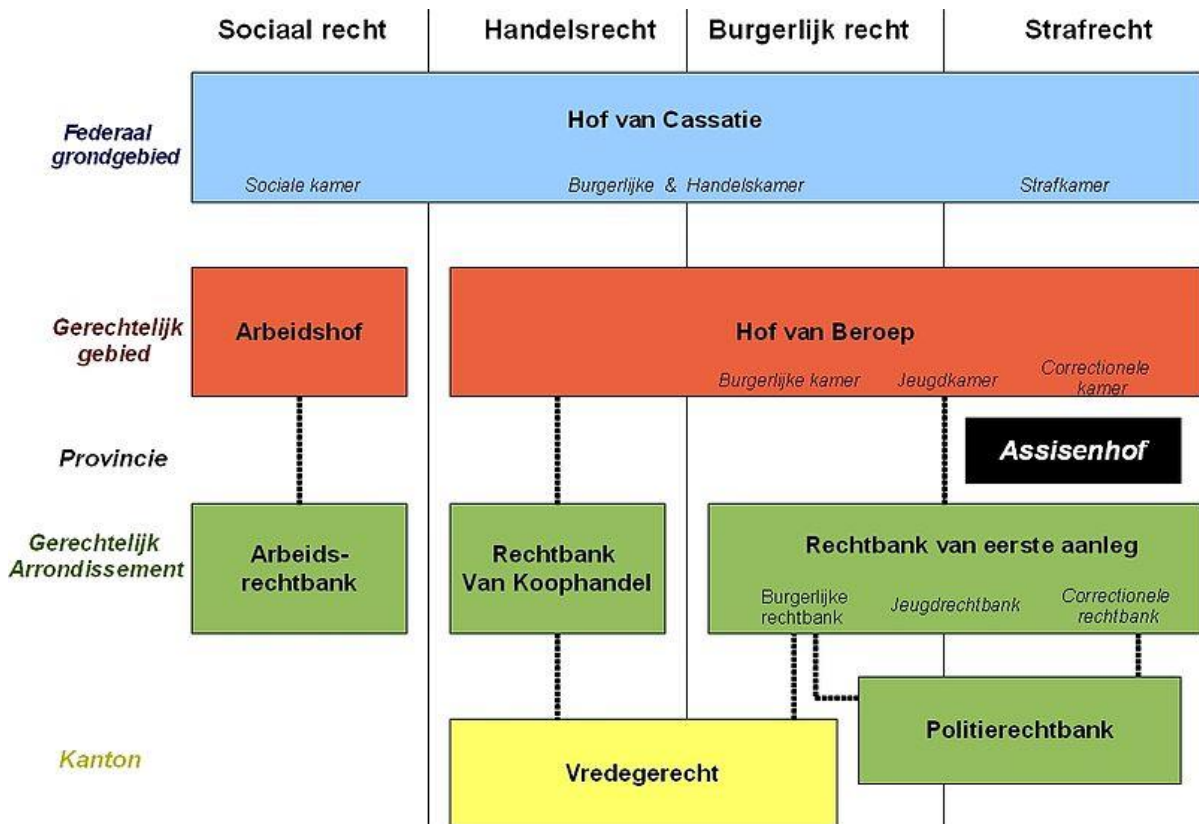 Sociaal recht
Handelsrecht
Burgerlijk recht
Strafrecht
Federaal
grondgebied
Hof van Cassatie
Sociale kamer
Burgerlijke & Handelskamer
Strafkamer
Gerechtelijk
gebied
Arbeidshof
Hof van Beroep
Burgerlijke kamer
Jeugdkamer
Correctionele
kamer
Provincie
Assisenhof
Gerechtelijk
Arrondissement
Arbeids-
rechtbank
Rechtbank
Van Koophandel
Rechtbank van eerste aanleg
Burgerlijke
rechtbank
Jeugdrechtbank
Correctionele
rechtbank
Politierechtbank
Kanton
Vredegerecht